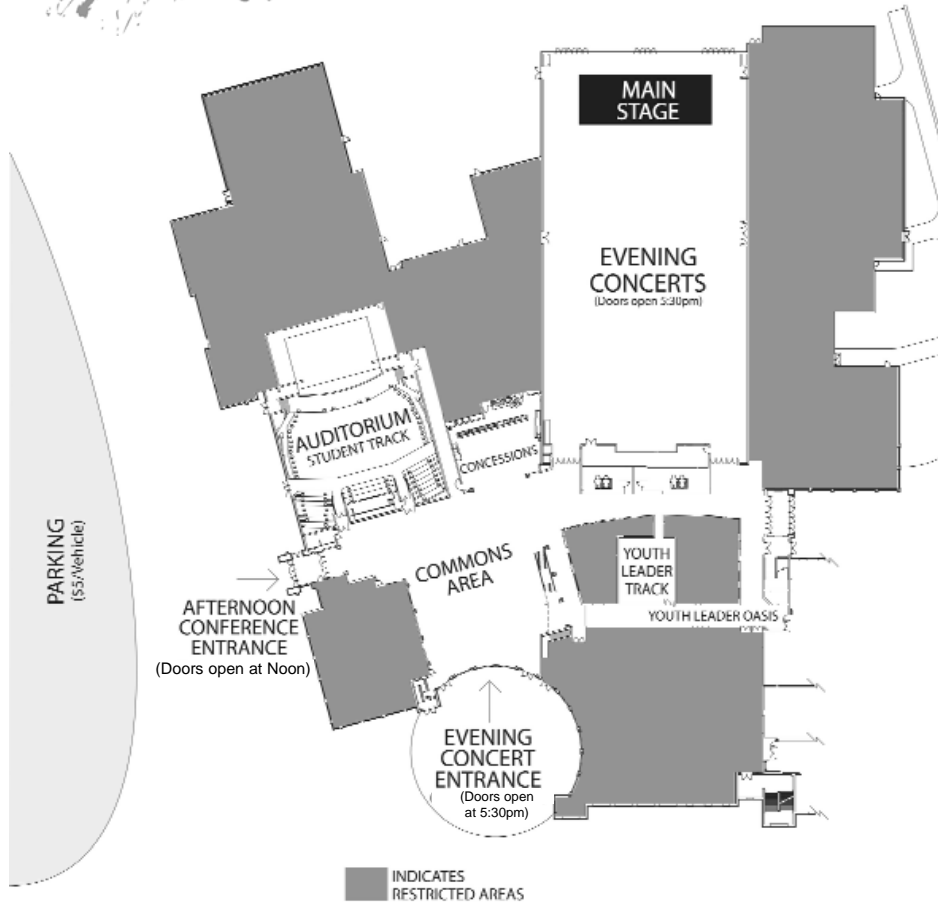 MAIN
STAGE
EVENING
CONCERTS
(Doors open 5:30pm)
AUDITORIUM
STUDENT TRACK
CONCESSIONS
PARKING
($5/Vehicle)
COMMONS
AREA
YOUTH
LEADER
TRACK
YOUTH LEADER OASIS
AFTERNOON
CONFERENCE
ENTRANCE
(Doors open at Noon)
EVENING
CONCERT
ENTRANCE
(Doors open
at 5:30pm)
INDICATES
RESTRICTED AREAS